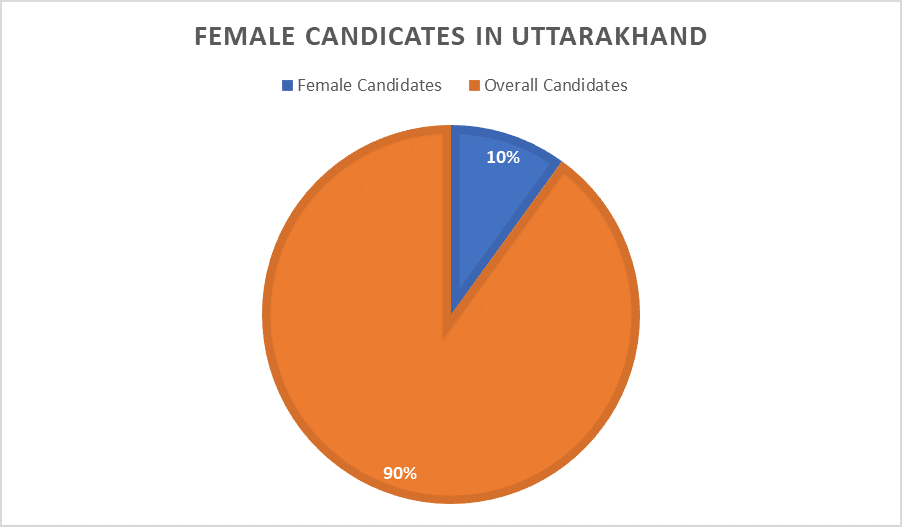 FEMALE CANDICATES IN UTTARAKHAND
Female Candidates Overall Candidates
10%
90%